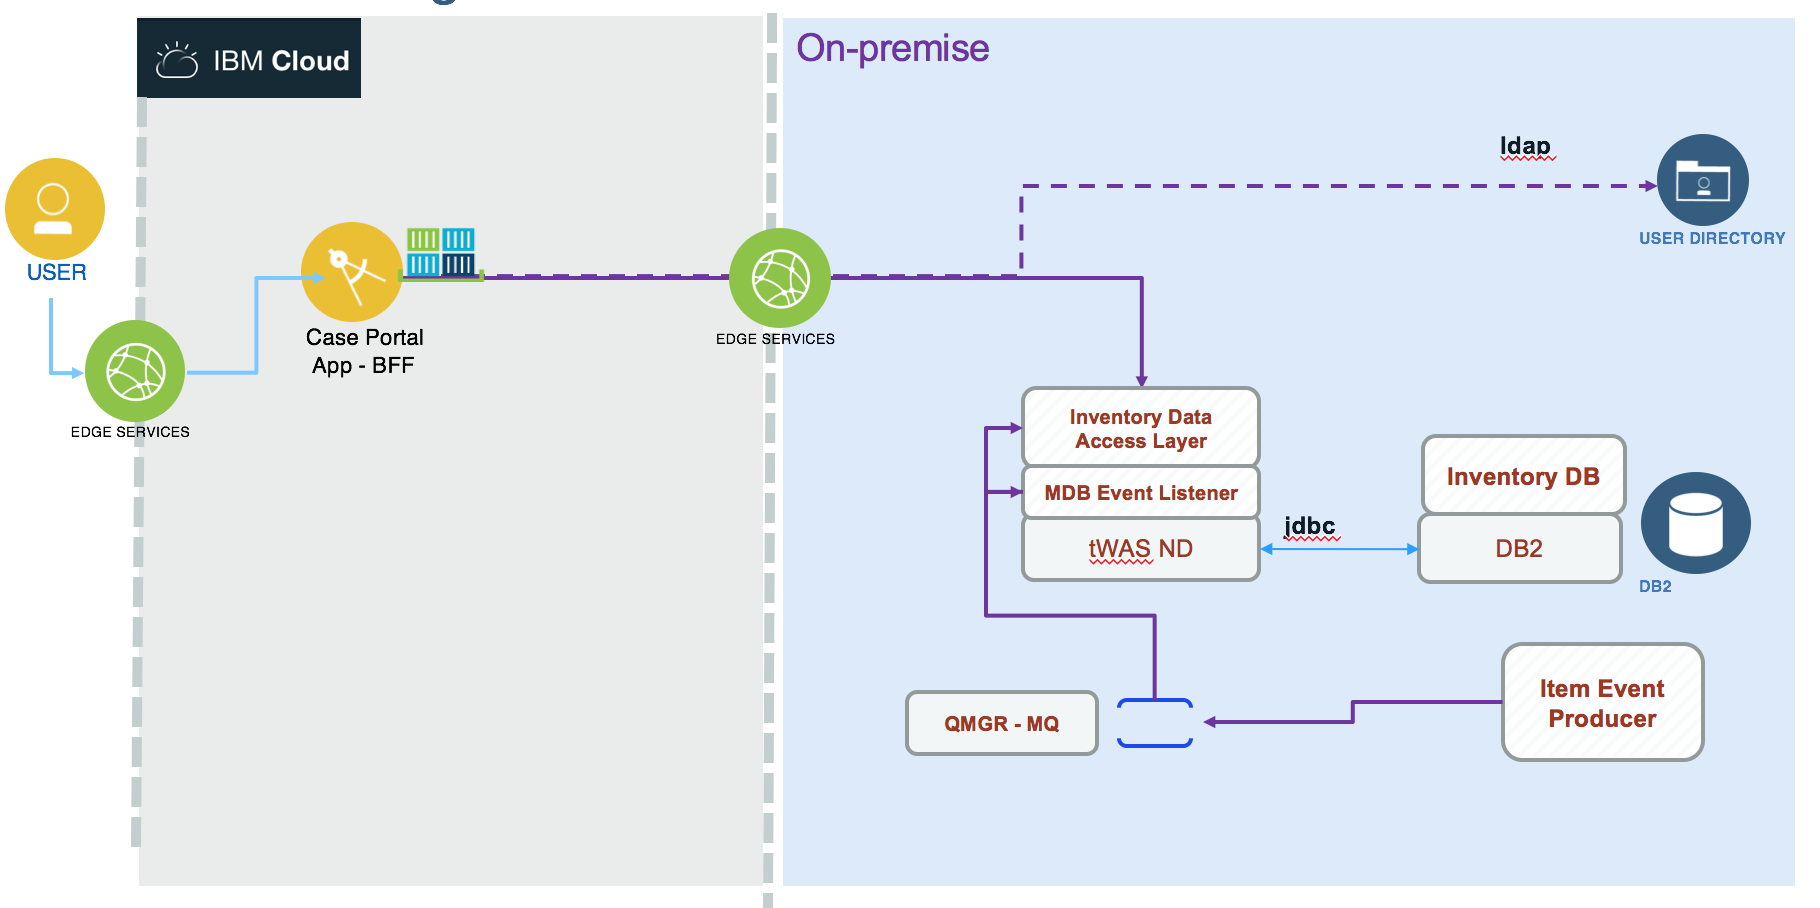 IBM Cloud
On-premise
ldap
USER DIRECTORY
USER
Case Portal
App - BFF
EDGE SERVICES
EDGE SERVICES
Inventory Data
Access Layer
MDB Event Listener
tWAS ND
jdbc
Inventory DB
DB2
DB2
Item Event
Producer
QMGR - MQ